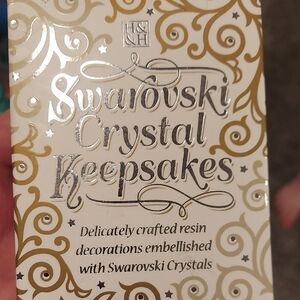 H&H
Swarovski
Crystal
Keepsakes
Delicately crafted resin
decorations embellished
with Swarovski Crystals